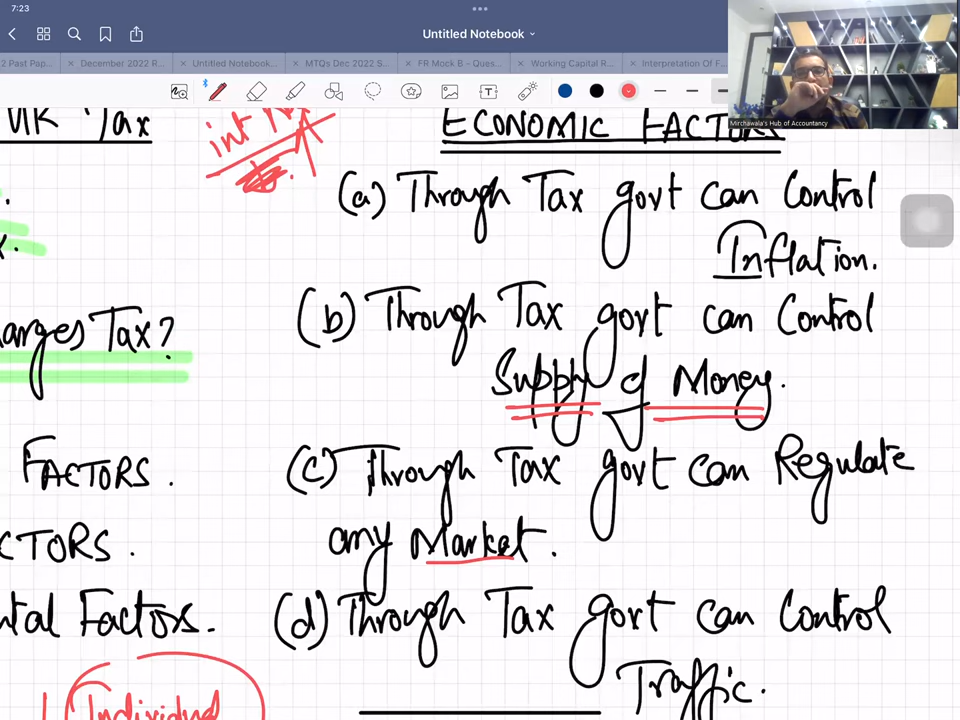 7:23
Untitled Notebook
2 Past Pap...
December 2022 R...
Untitled Notebook...
MTQs Dec 2022 S...
FR Mock B - Ques...
Working Capital R...
Interpretation Of F...
Mirchawala's Hub of Accountancy
UK Tax
int
ECONOMIC FACTORS
(a) Through Tax govt can Control
Inflation.
(b) Through Tax govt can Control
Supply of Money.
arges Tax?
(c) Through Tax govt can Regulate
any Market.
FACTORS.
CTORS.
ntal Factors.
(d) Through Tax govt can Control
Traffic.
Individual